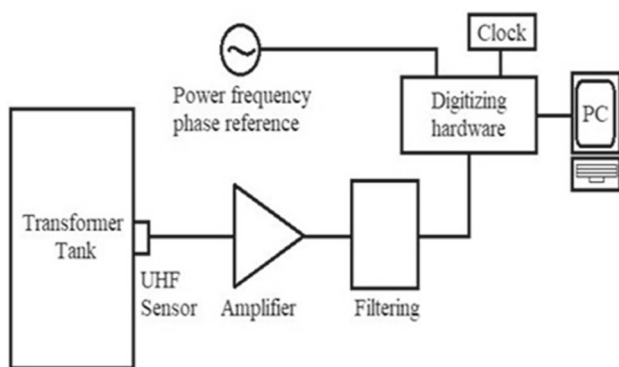 Clock
Power frequency
phase reference
Digitizing
hardware
PC
Transformer
Tank
UHF
Sensor
Amplifier
Filtering